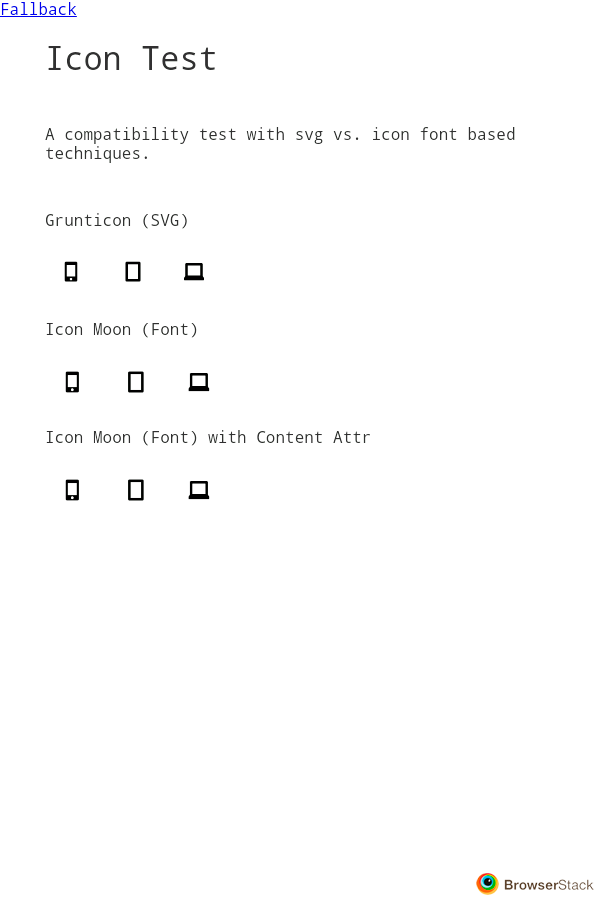 Fallback
Icon Test
A compatibility test with svg vs. icon font based
techniques.
Grunticon (SVG)
Icon Moon (Font)
Icon Moon (Font) with Content Attr
BrowserStack